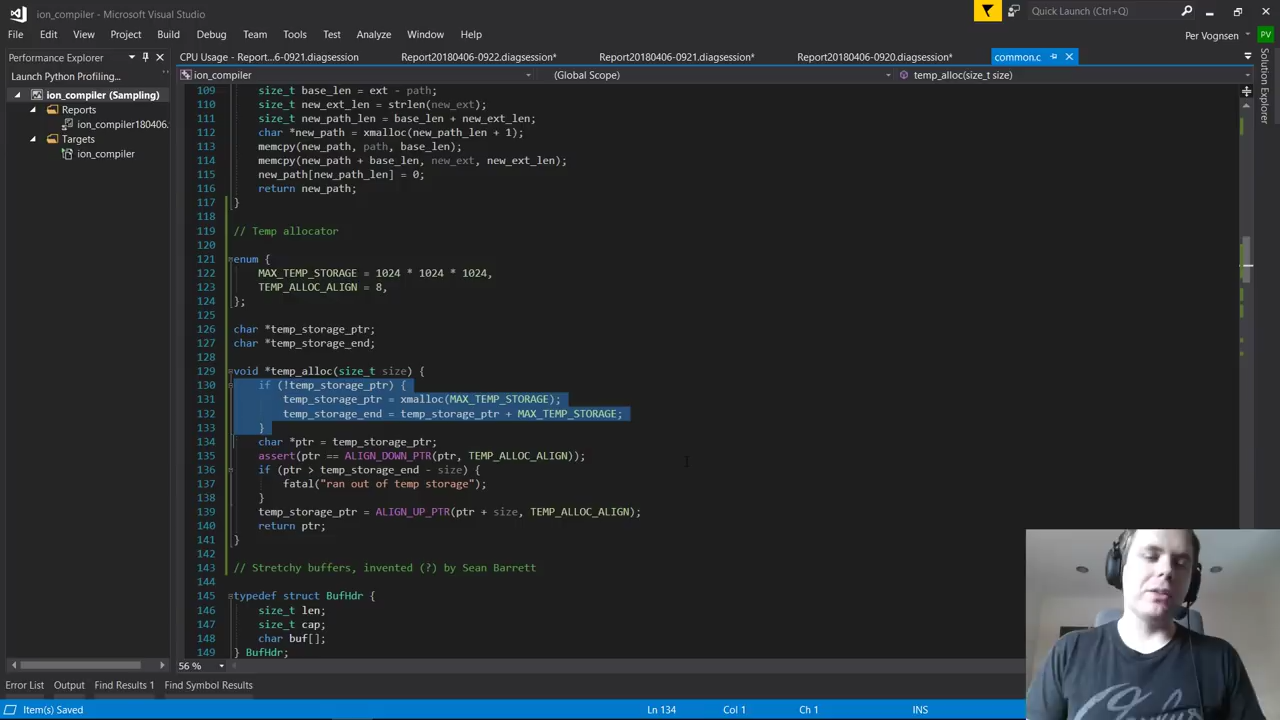 ion_compiler - Microsoft Visual Studio
Quick Launch (Ctrl+Q)
File Edit View Project Build Debug Team Tools Test Analyze Window Help
Per Vognsen PV
Performance Explorer
CPU Usage - Report...6-0921.diagsession Report20180406-0922.diagsession* Report20180406-0921.diagsession* Report20180406-0920.diagsession* common.c
Launch Python Profiling...
ion_compiler (Global Scope) temp_alloc(size_t size)
ion_compiler (Sampling)
Reports
ion_compiler180406.
Targets
ion_compiler
Solution Explorer
109 size_t base_len = ext - path;
110 size_t new_ext_len = strlen(new_ext);
111 size_t new_path_len = base_len + new_ext_len;
112 char *new_path = xmalloc(new_path_len + 1);
113 memcpy(new_path, path, base_len);
114 memcpy(new_path + base_len, new_ext, new_ext_len);
115 new_path[new_path_len] = 0;
116 return new_path;
117 }
118
119 // Temp allocator
120
121 enum {
122 MAX_TEMP_STORAGE = 1024 * 1024 * 1024,
123 TEMP_ALLOC_ALIGN = 8,
124 };
125
126 char *temp_storage_ptr;
127 char *temp_storage_end;
128
129 void *temp_alloc(size_t size) {
130 if (!temp_storage_ptr) {
131 temp_storage_ptr = xmalloc(MAX_TEMP_STORAGE);
132 temp_storage_end = temp_storage_ptr + MAX_TEMP_STORAGE;
133 }
134 char *ptr = temp_storage_ptr;
135 assert(ptr == ALIGN_DOWN_PTR(ptr, TEMP_ALLOC_ALIGN));
136 if (ptr > temp_storage_end - size) {
137 fatal("ran out of temp storage");
138 }
139 temp_storage_ptr = ALIGN_UP_PTR(ptr + size, TEMP_ALLOC_ALIGN);
140 return ptr;
141 }
142
143 // Stretchy buffers, invented (?) by Sean Barrett
144
145 typedef struct BufHdr {
146 size_t len;
147 size_t cap;
148 char buf[];
149 } BufHdr;
56 %
Error List Output Find Results 1 Find Symbol Results
Item(s) Saved Ln 134 Col 1 Ch 1 INS